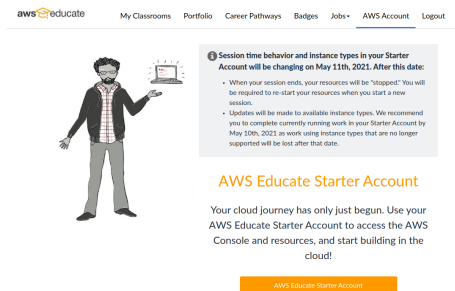 aws educate
My Classrooms Portfolio Career Pathways Badges Jobs AWS Account Logout
Session time behavior and instance types in your Starter
Account will be changing on May 11th, 2021. After this date:
• When your session ends, your resources will be "stopped." You will
be required to re-start your resources when you start a new
session.
• Updates will be made to available instance types. We recommend
you to complete currently running work in your Starter Account by
May 10th, 2021 as work using instance types that are no longer
supported will be lost after that date.
AWS Educate Starter Account
Your cloud journey has only just begun. Use your
AWS Educate Starter Account to access the AWS
Console and resources, and start building in the
cloud!
AWS Educate Starter Account